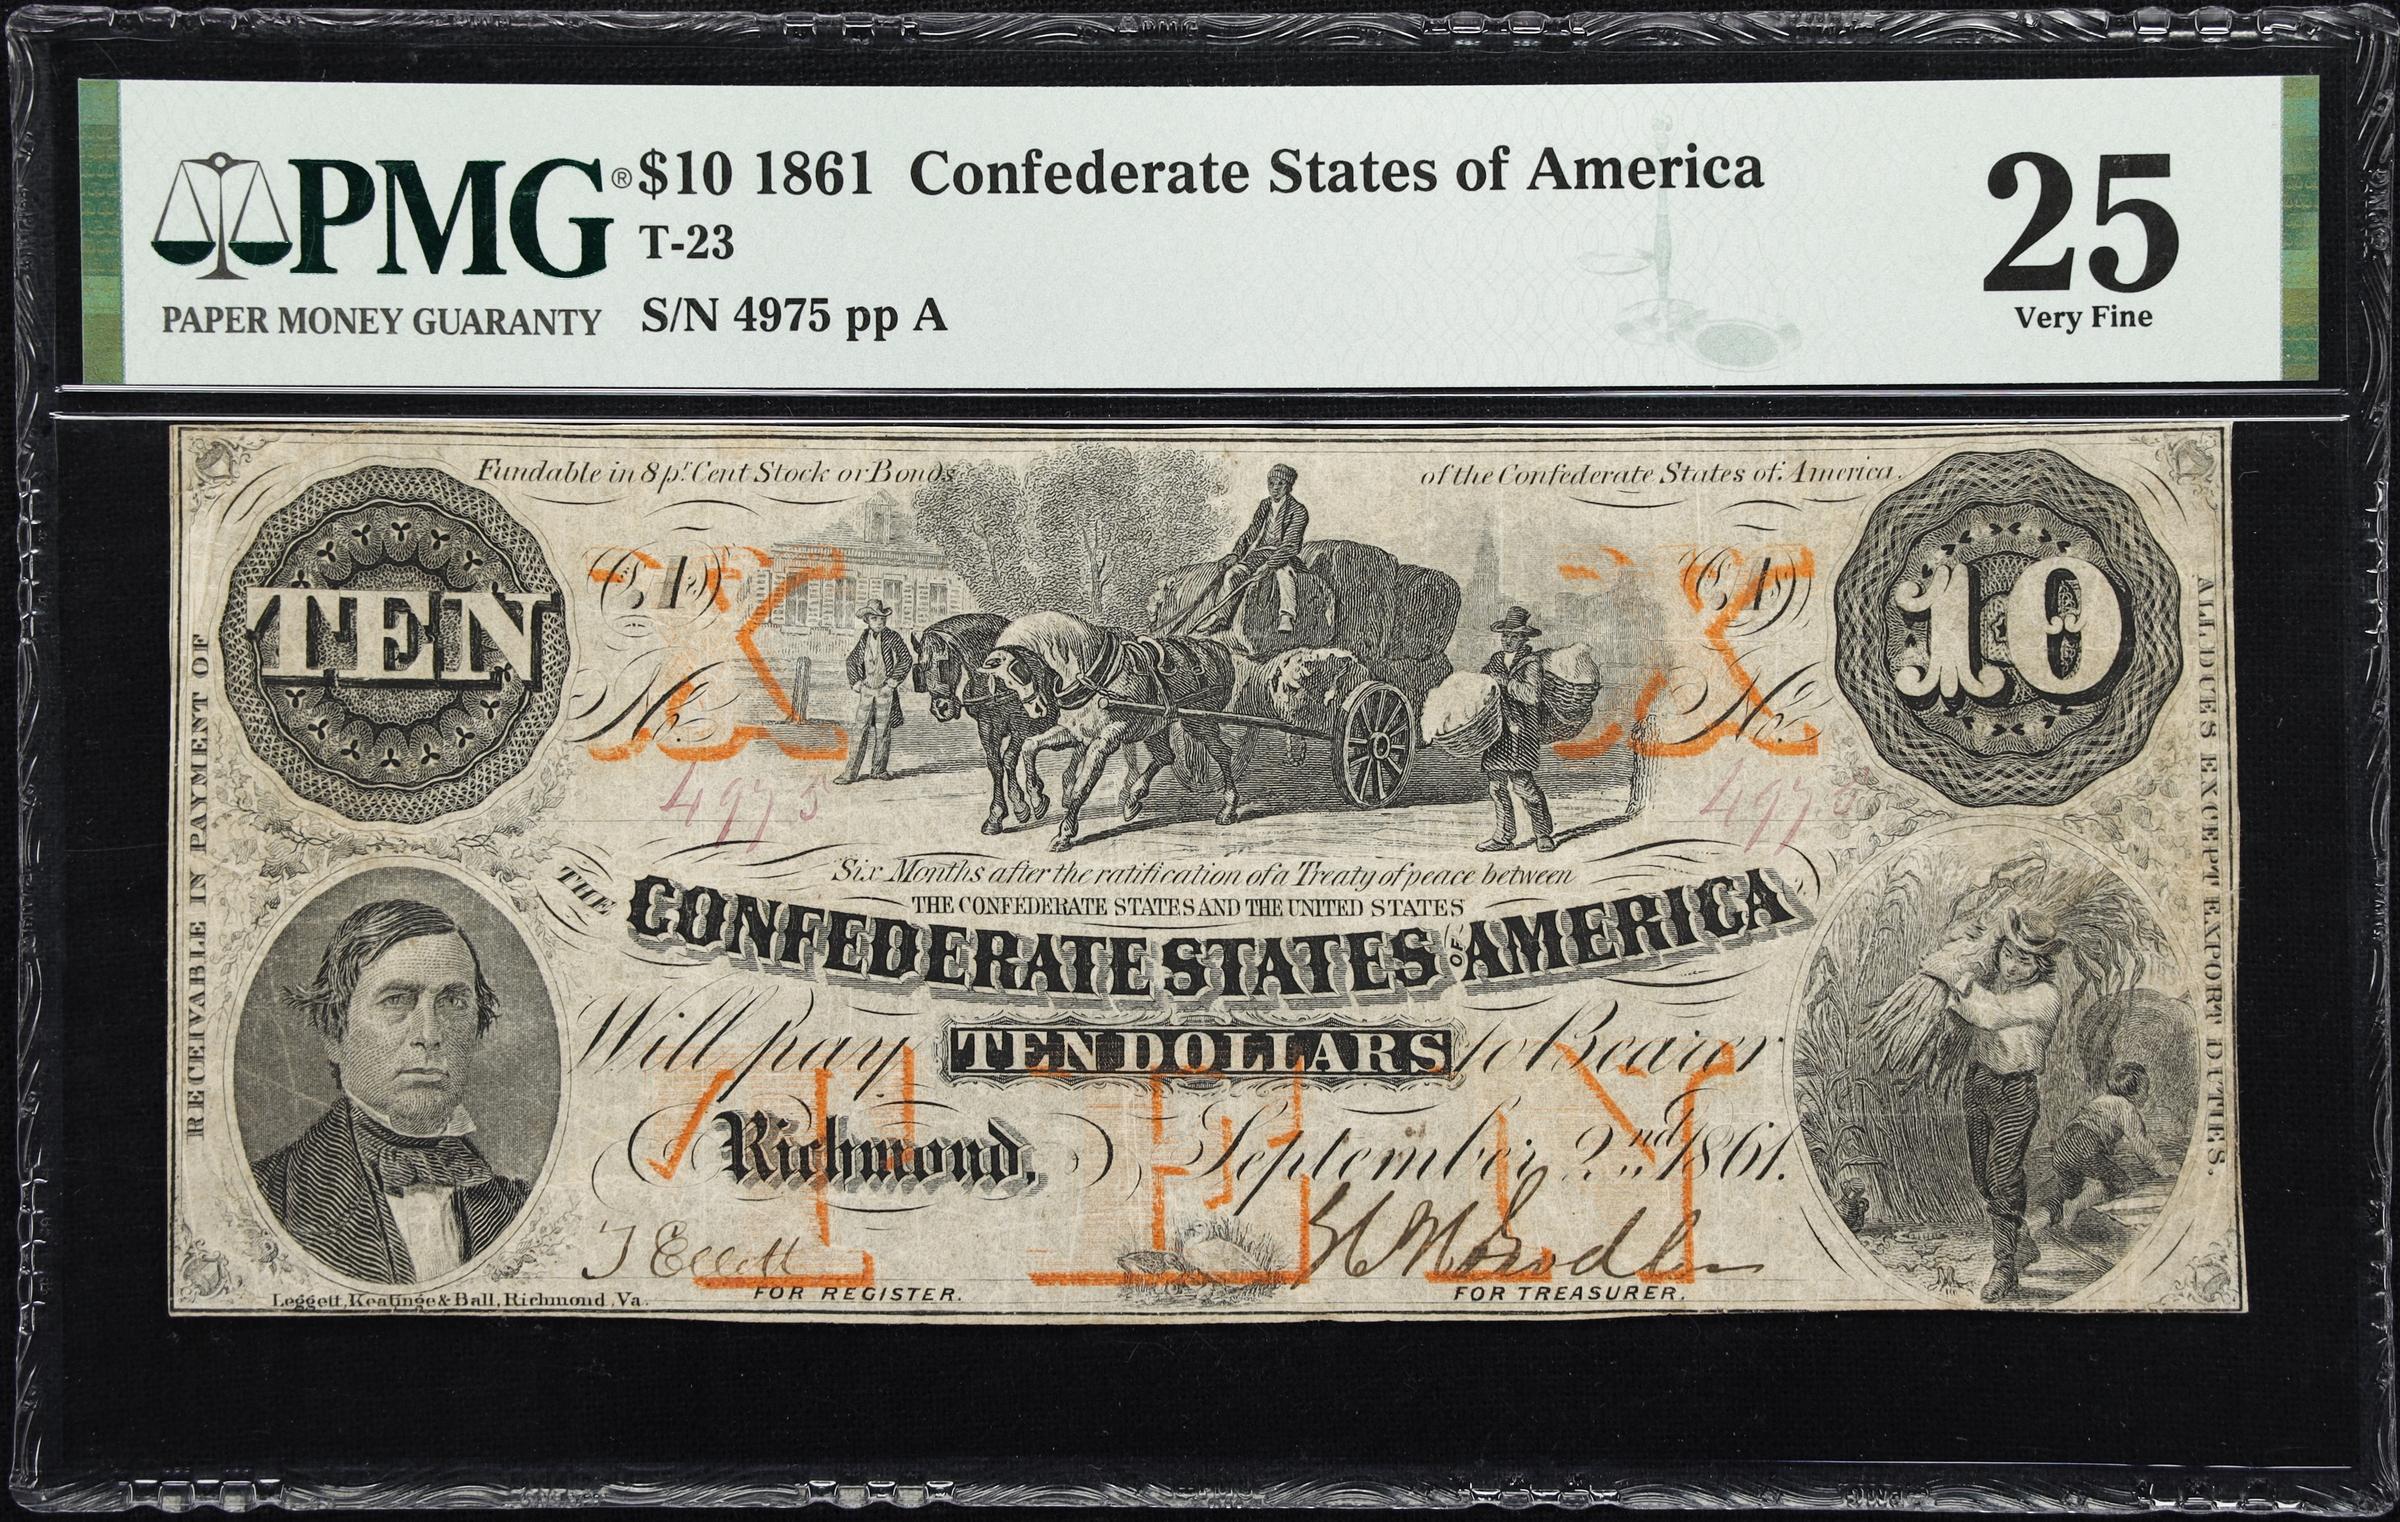 PMG® $10 1861 Confederate States of America
T-23
PAPER MONEY GUARANTY
S/N 4975 pp A
25
Very Fine
Fundable in 8 pr. Cent Stock or Bonds of the Confederate States of America.
TEN
X
X
10
A
A
No.
No.
4975
4975
RECEIVABLE IN PAYMENT OF
ALL DUES EXCEPT EXPORT DUTIES.
Six Months after the ratification of a Treaty of peace between
THE CONFEDERATE STATES AND THE UNITED STATES
THE CONFEDERATE STATES OF AMERICA
Will pay TEN DOLLARS to Bearer
TEN
Richmond, September 2nd 1861.
J Ellett
FOR REGISTER.
FOR TREASURER.
Leggett, Keatinge & Ball, Richmond, Va.